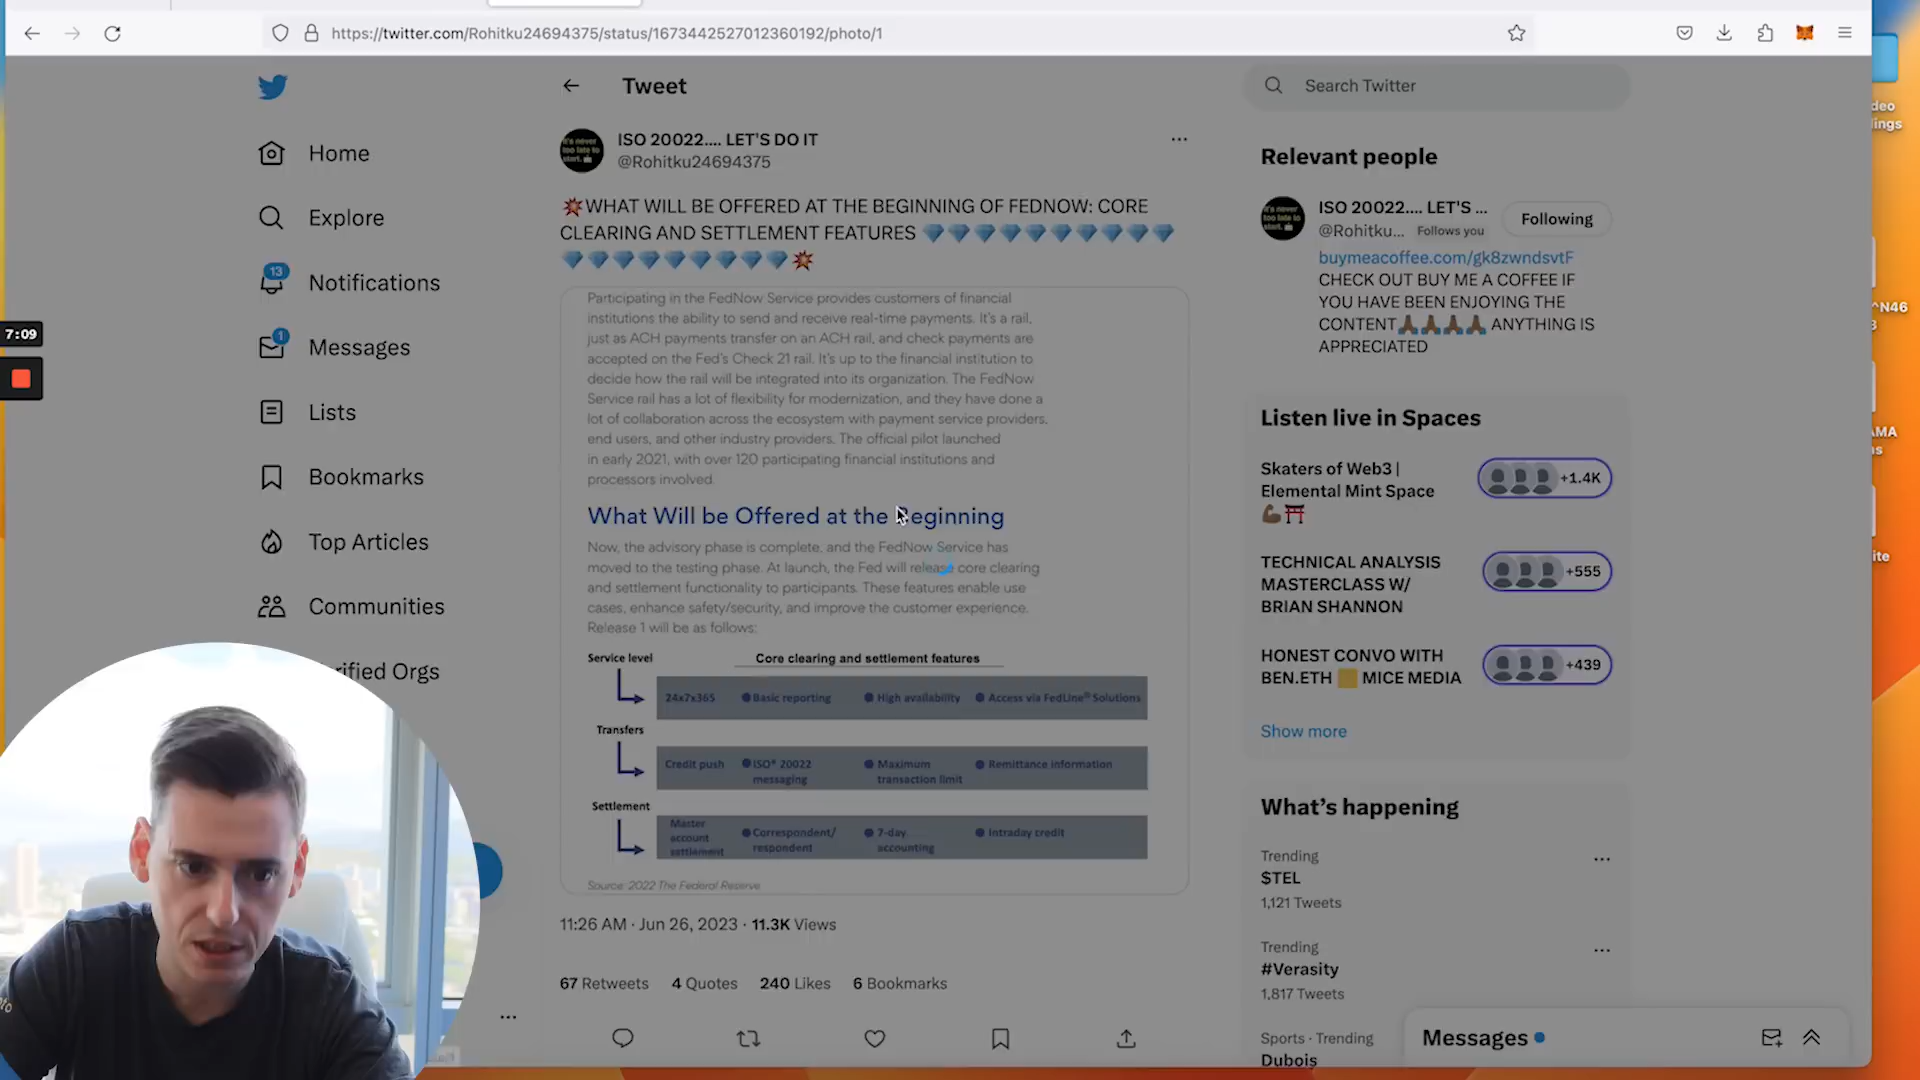 https://twitter.com/Rohitku24694375/status/1673442527012360192/photo/1
Tweet
Search Twitter
ISO 20022.... LET'S DO IT
@Rohitku24694375
💥WHAT WILL BE OFFERED AT THE BEGINNING OF FEDNOW: CORE
CLEARING AND SETTLEMENT FEATURES 💎💎💎💎💎💎💎💎💎💎
💎💎💎💎💎💎💎💎💎💥
Home
Explore
13
Notifications
1
Messages
Lists
Bookmarks
Top Articles
Communities
rified Orgs
7:09
Participating in the FedNow Service provides customers of financial
institutions the ability to send and receive real-time payments. It's a rail,
just as ACH payments transfer on an ACH rail, and check payments are
accepted on the Fed's Check 21 rail. It's up to the financial institution to
decide how the rail will be integrated into its organization. The FedNow
Service rail has a lot of flexibility for modernization, and they have done a
lot of collaboration across the ecosystem with payment service providers,
end users, and other industry providers. The official pilot launched
in early 2021, with over 120 participating financial institutions and
processors involved.
What Will be Offered at the Beginning
Now, the advisory phase is complete, and the FedNow Service has
moved to the testing phase. At launch, the Fed will release core clearing
and settlement functionality to participants. These features enable use
cases, enhance safety/security, and improve the customer experience.
Release 1 will be as follows:
Service level
Core clearing and settlement features
24x7x365 Basic reporting High availability Access via FedLine® Solutions
Transfers
Credit push ISO® 20022 messaging Maximum transaction limit Remittance information
Settlement
Master account settlement Correspondent/ respondent 7-day accounting Intraday credit
Source: 2022 The Federal Reserve
11:26 AM · Jun 26, 2023 · 11.3K Views
67 Retweets 4 Quotes 240 Likes 6 Bookmarks
Relevant people
ISO 20022.... LET'S ...
@Rohitku... Follows you
Following
buymeacoffee.com/gk8zwndsvtF
CHECK OUT BUY ME A COFFEE IF
YOU HAVE BEEN ENJOYING THE
CONTENT🙏🏾🙏🏾🙏🏾🙏🏾 ANYTHING IS
APPRECIATED
Listen live in Spaces
Skaters of Web3 |
Elemental Mint Space
💪🏾⛩️
+1.4K
TECHNICAL ANALYSIS
MASTERCLASS W/
BRIAN SHANNON
+555
HONEST CONVO WITH
BEN.ETH 🟨 MICE MEDIA
+439
Show more
What's happening
Trending
$TEL
1,121 Tweets
Trending
#Verasity
1,817 Tweets
Sports · Trending
Dubois
Messages
deo
ings
^N46
3
AMA
ns
ite